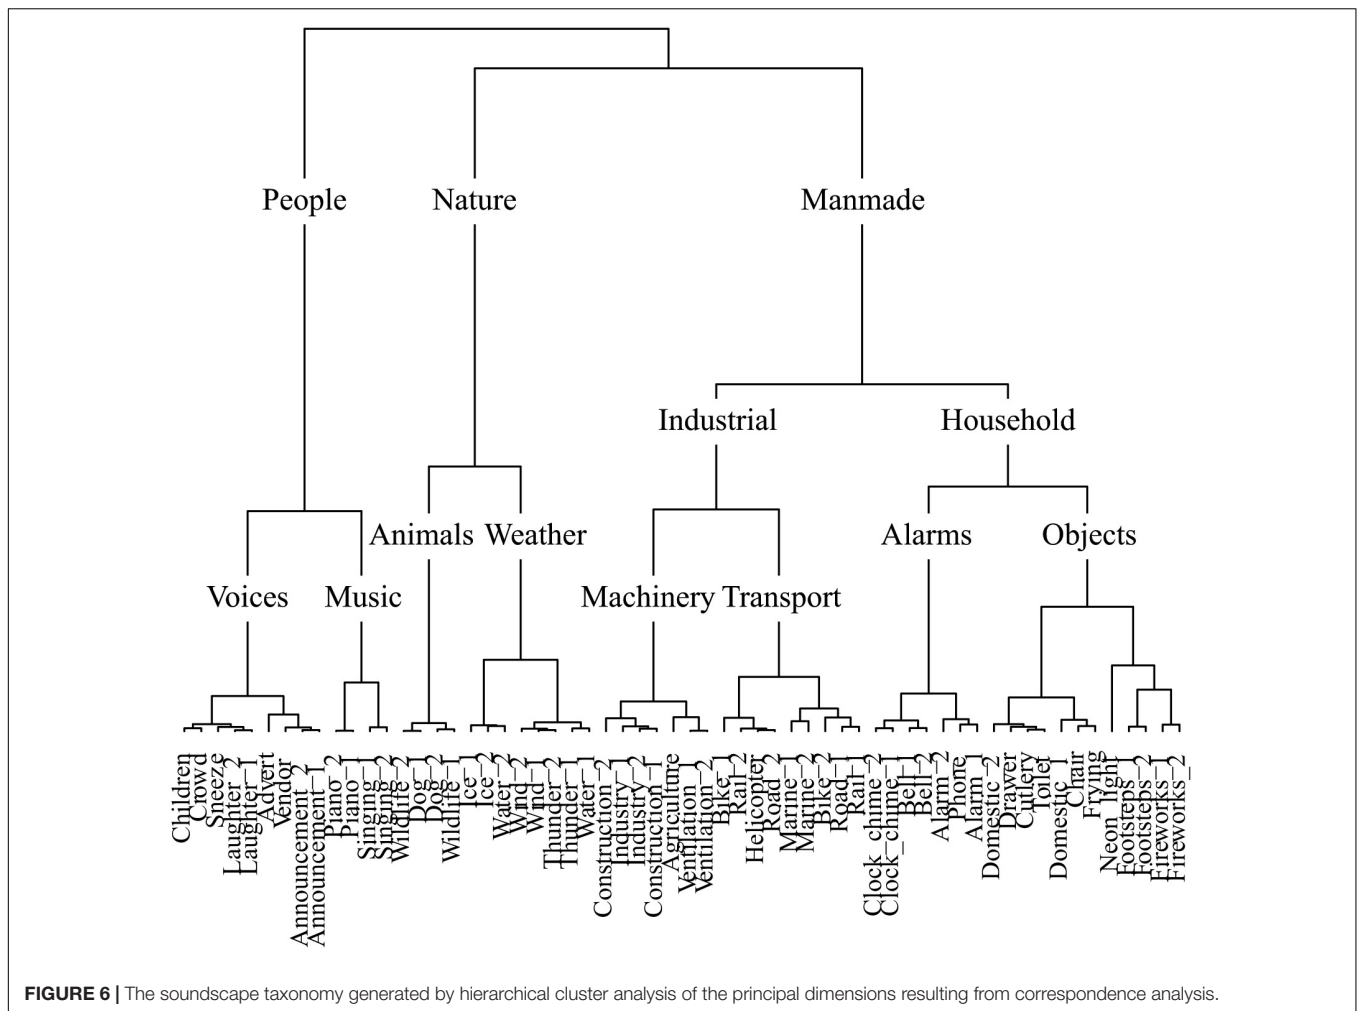 People Nature Manmade
Industrial Household
Animals Weather Alarms Objects
Voices Music Machinery Transport
Children
Crowd
Sneeze
Laughter_2
Laughter_1
Advert
Vendor
Announcement_2
Announcement_1
Piano_2
Piano_1
Singing_1
Singing_2
Wildlife_2
Dog_1
Dog_2
Wildlife_1
Ice_1
Ice_2
Water_2
Wind_2
Wind_1
Thunder_2
Thunder_1
Water_1
Construction_2
Industry_1
Industry_2
Construction_1
Agriculture
Ventilation_1
Ventilation_2
Bike_1
Rail_2
Helicopter
Road_2
Marine_1
Marine_2
Bike_2
Road_1
Rail_1
Clock_chime_2
Clock_chime_1
Bell_1
Bell_2
Alarm_2
Phone
Alarm_1
Domestic_2
Drawer
Cutlery
Toilet
Domestic_1
Chair
Frying
Neon_light
Footsteps_1
Footsteps_2
Fireworks_1
Fireworks_2
FIGURE 6 | The soundscape taxonomy generated by hierarchical cluster analysis of the principal dimensions resulting from correspondence analysis.